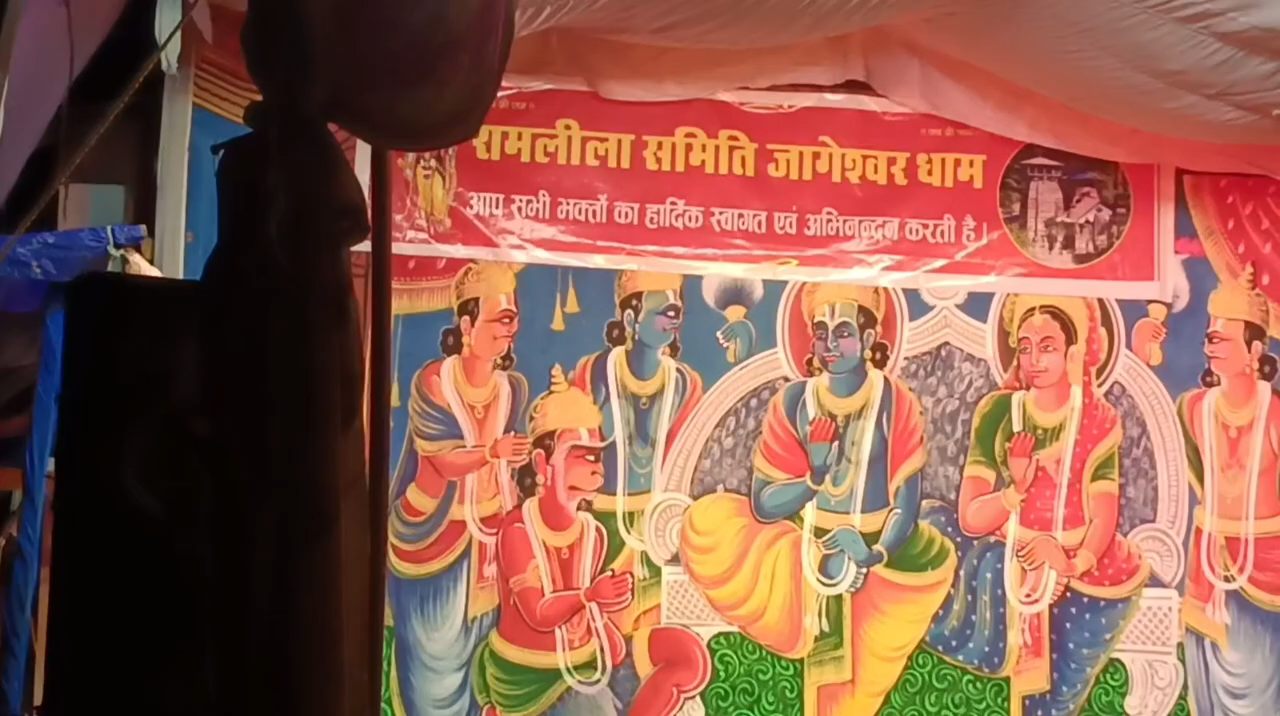 रामलीला समिति जागेश्वर धाम
आप सभी भक्तों का हार्दिक स्वागत एवं अभिनन्दन करती है।